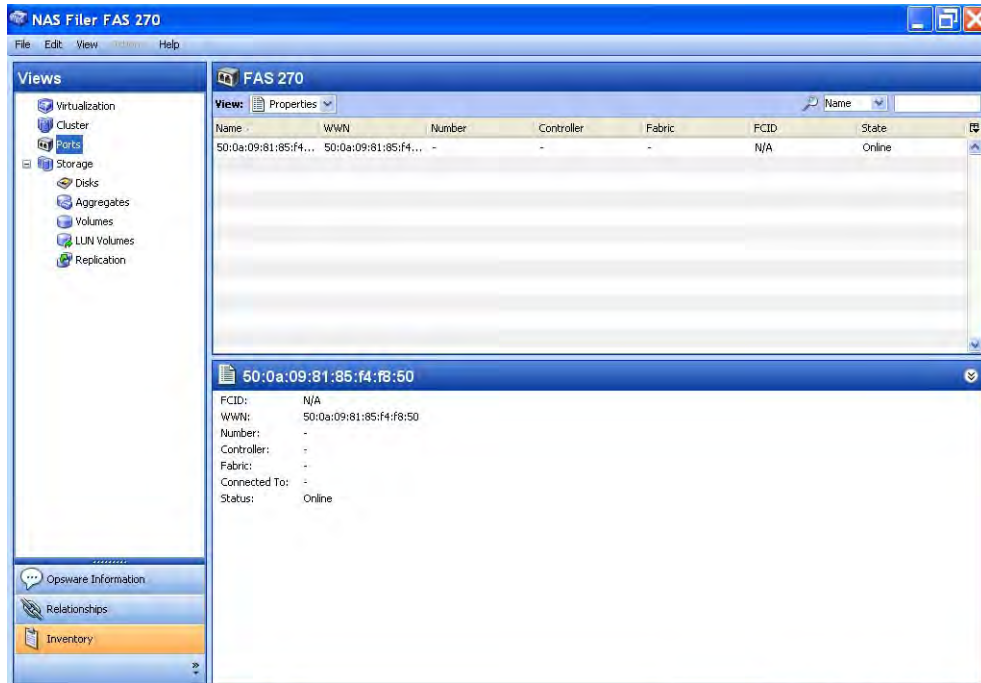 NAS Filer FAS 270
File Edit View Actions Help
Views
Virtualization
Cluster
Ports
Storage
Disks
Aggregates
Volumes
LUN Volumes
Replication
Opsware Information
Relationships
Inventory
FAS 270
View: Properties Name
Name WWN Number Controller Fabric FCID State
50:0a:09:81:85:f4... 50:0a:09:81:85:f4... - - - N/A Online
50:0a:09:81:85:f4:f8:50
FCID: N/A
WWN: 50:0a:09:81:85:f4:f8:50
Number: -
Controller: -
Fabric: -
Connected To: -
Status: Online